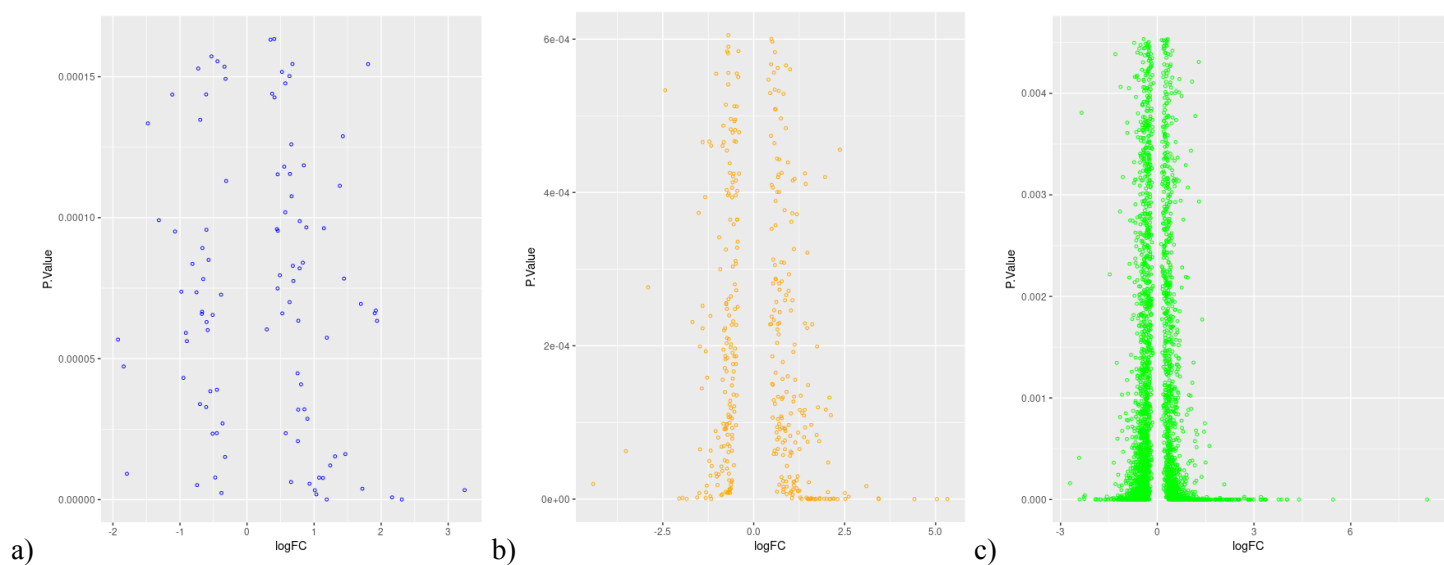 0.00015
0.00010
0.00005
0.00000
P.Value
-2 -1 0 1 2 3
logFC
a)
6e-04
4e-04
2e-04
0e+00
P.Value
-2.5 0.0 2.5 5.0
logFC
b)
0.004
0.003
0.002
0.001
0.000
P.Value
-3 0 3 6
logFC
c)